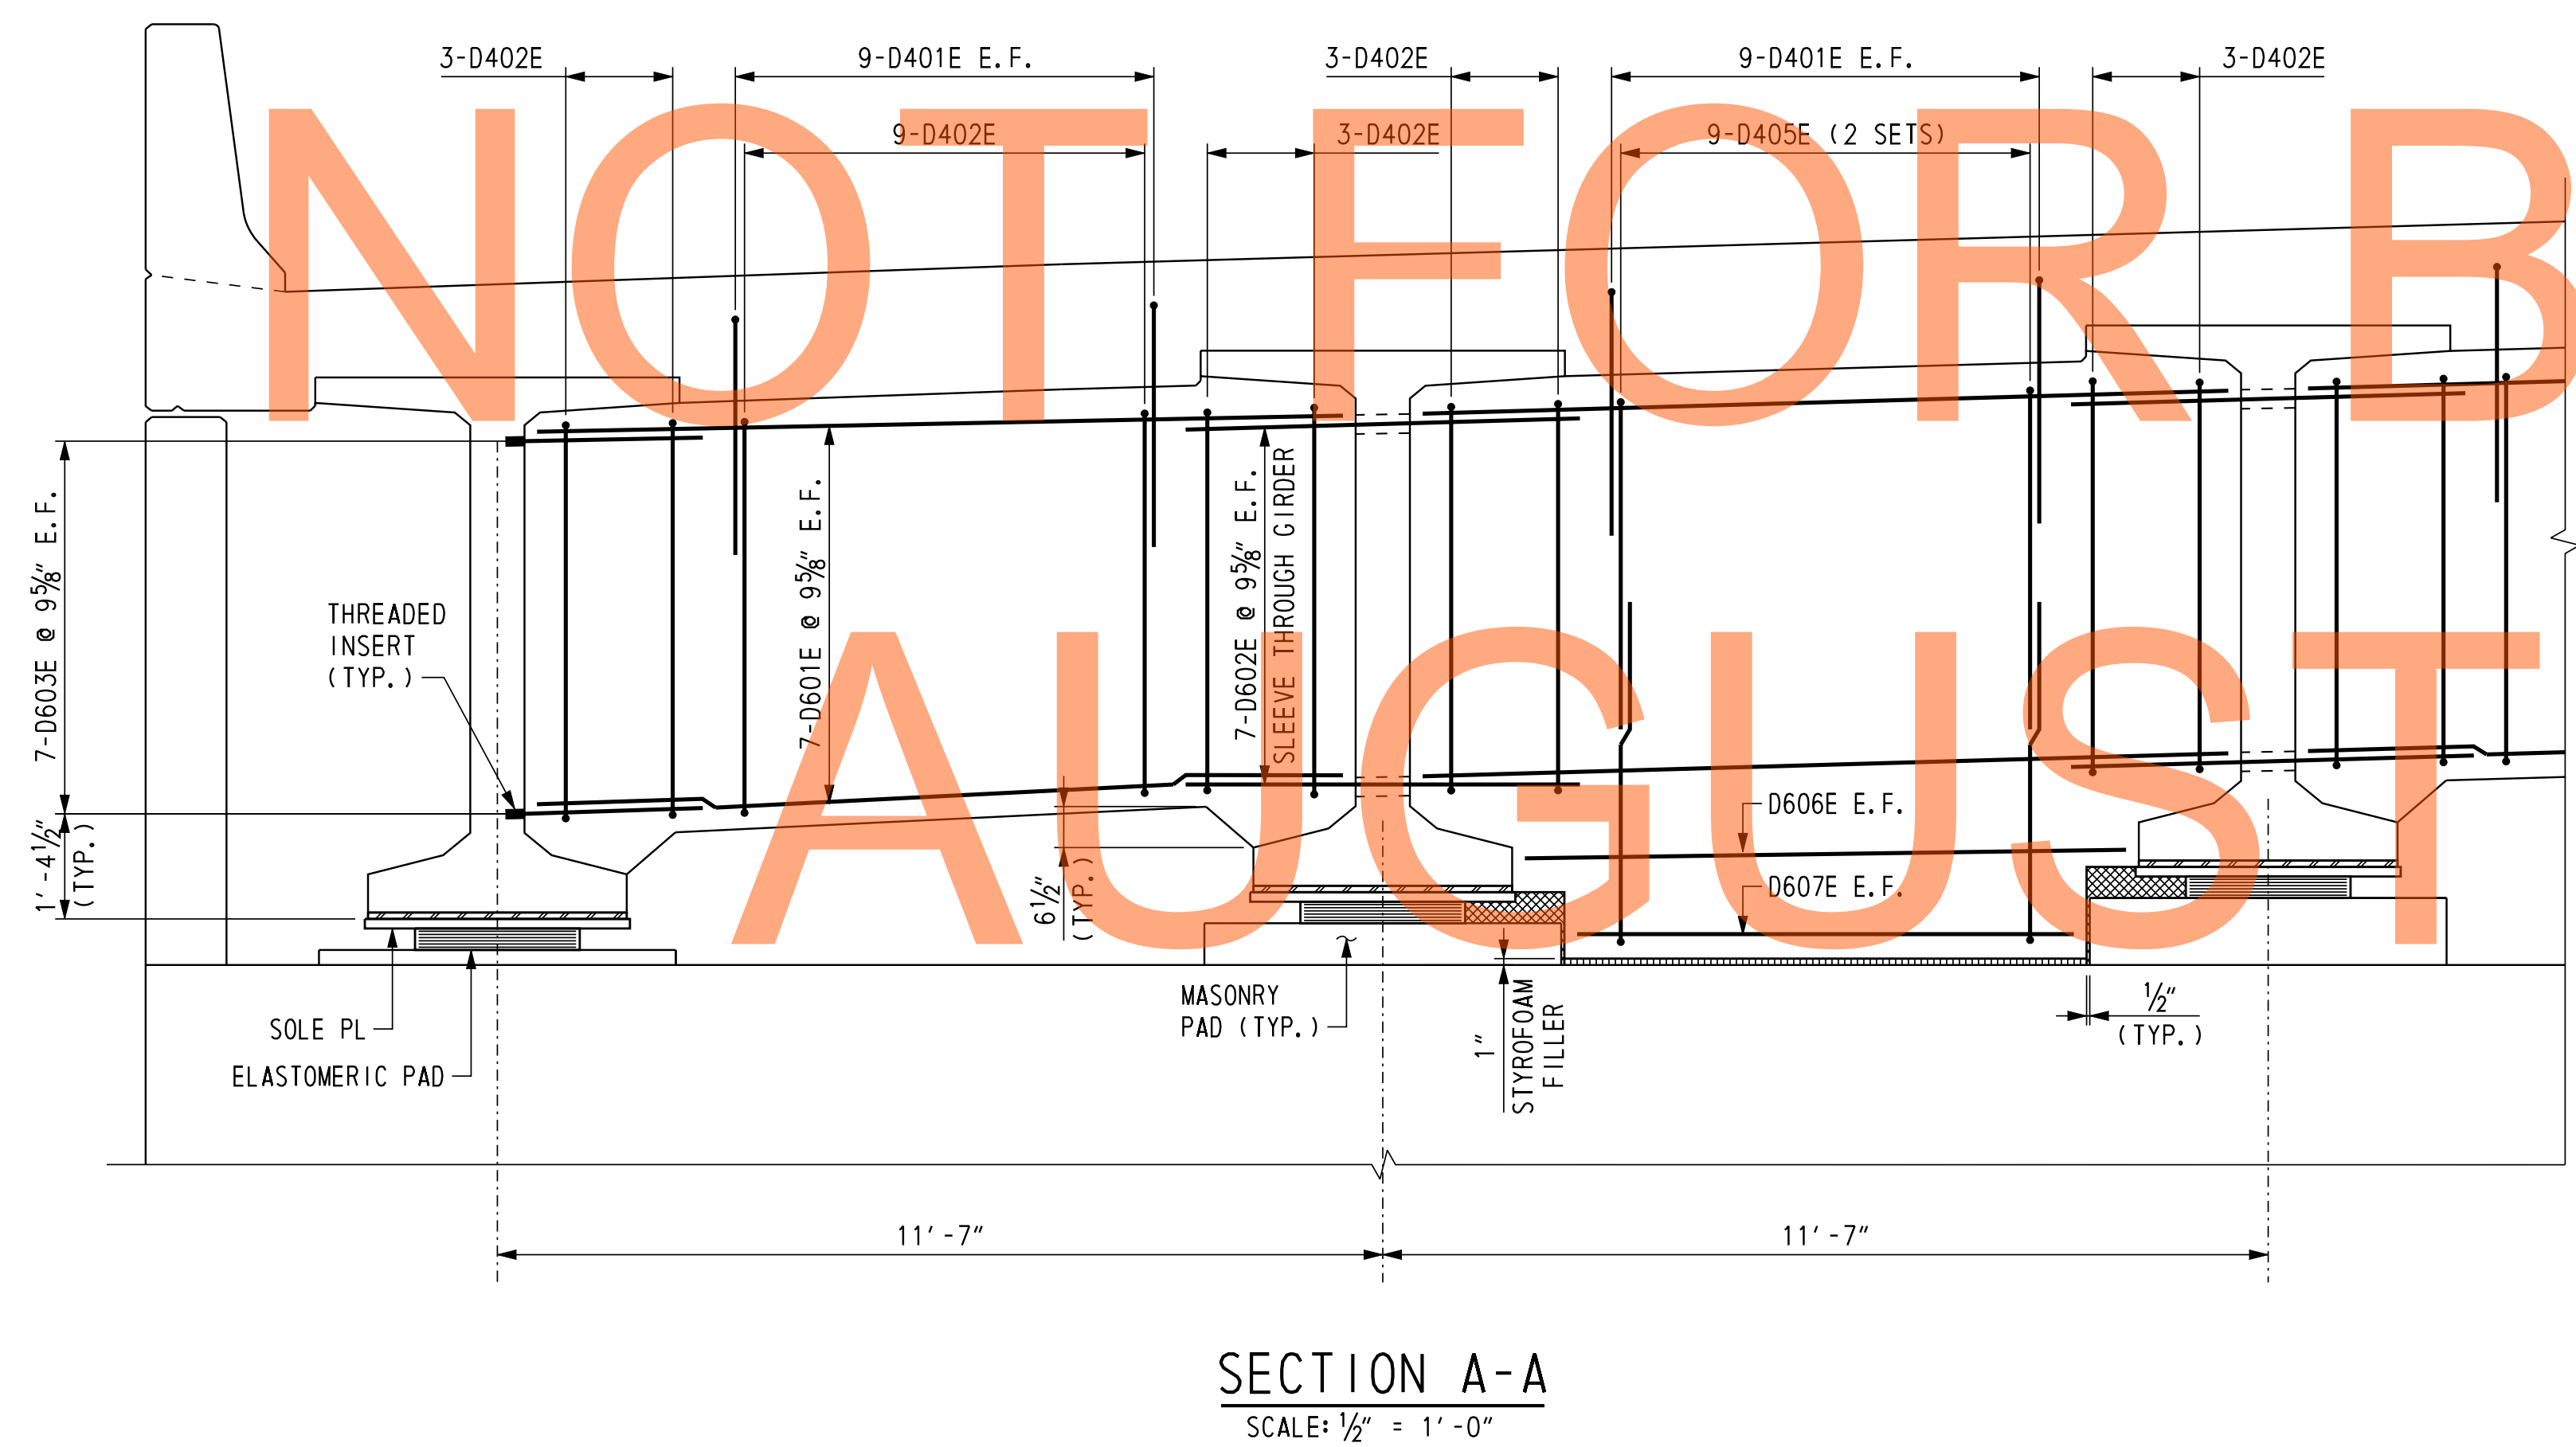 3-D402E
9-D401E E.F.
3-D402E
9-D401E E.F.
3-D402E
9-D402E
3-D402E
9-D405E (2 SETS)
NOT FOR B
7-D603E @ 9⅝" E.F.
1'-4½"
(TYP.)
THREADED
INSERT
(TYP.)
7-D601E @ 9⅝" E.F.
7-D602E @ 9⅝" E.F.
SLEEVE THROUGH GIRDER
AUGUST
D606E E.F.
D607E E.F.
6½"
(TYP.)
SOLE PL
ELASTOMERIC PAD
MASONRY
PAD (TYP.)
1"
STYROFOAM
FILLER
½"
(TYP.)
11'-7"
11'-7"
SECTION A-A
SCALE: ½" = 1'-0"